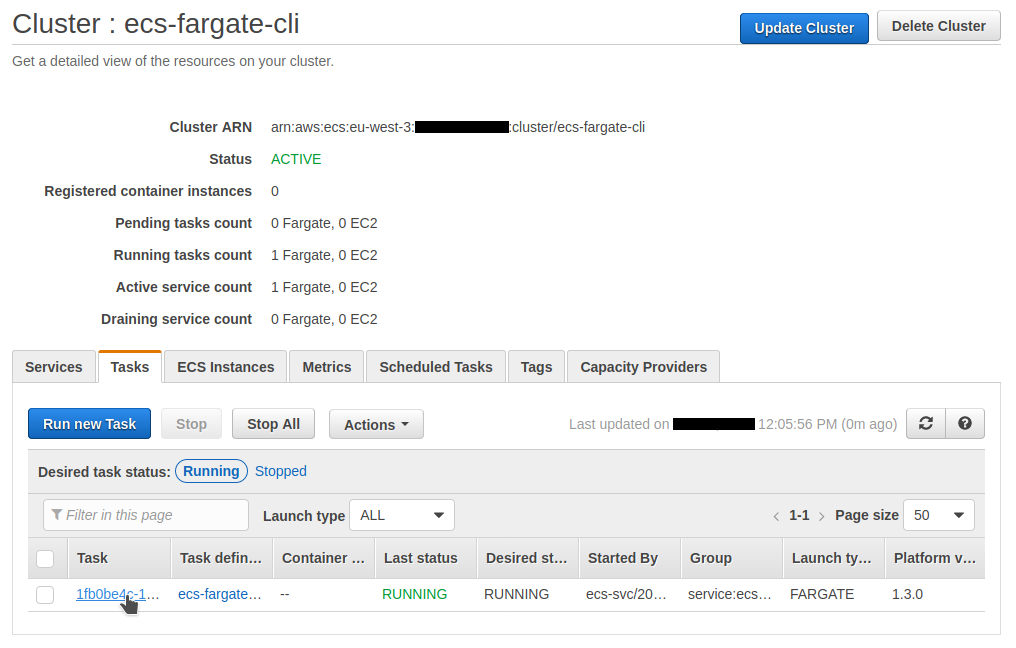 Cluster : ecs-fargate-cli
Update Cluster
Delete Cluster
Get a detailed view of the resources on your cluster.
Cluster ARN arn:aws:ecs:eu-west-3: :cluster/ecs-fargate-cli
Status ACTIVE
Registered container instances 0
Pending tasks count 0 Fargate, 0 EC2
Running tasks count 1 Fargate, 0 EC2
Active service count 1 Fargate, 0 EC2
Draining service count 0 Fargate, 0 EC2
Services Tasks ECS Instances Metrics Scheduled Tasks Tags Capacity Providers
Run new Task Stop Stop All Actions Last updated on 12:05:56 PM (0m ago)
Desired task status: Running Stopped
Filter in this page Launch type ALL < 1-1 > Page size 50
Task Task defin... Container ... Last status Desired st... Started By Group Launch ty... Platform v...
1fb0be4c-1... ecs-fargate... -- RUNNING RUNNING ecs-svc/20... service:ecs... FARGATE 1.3.0